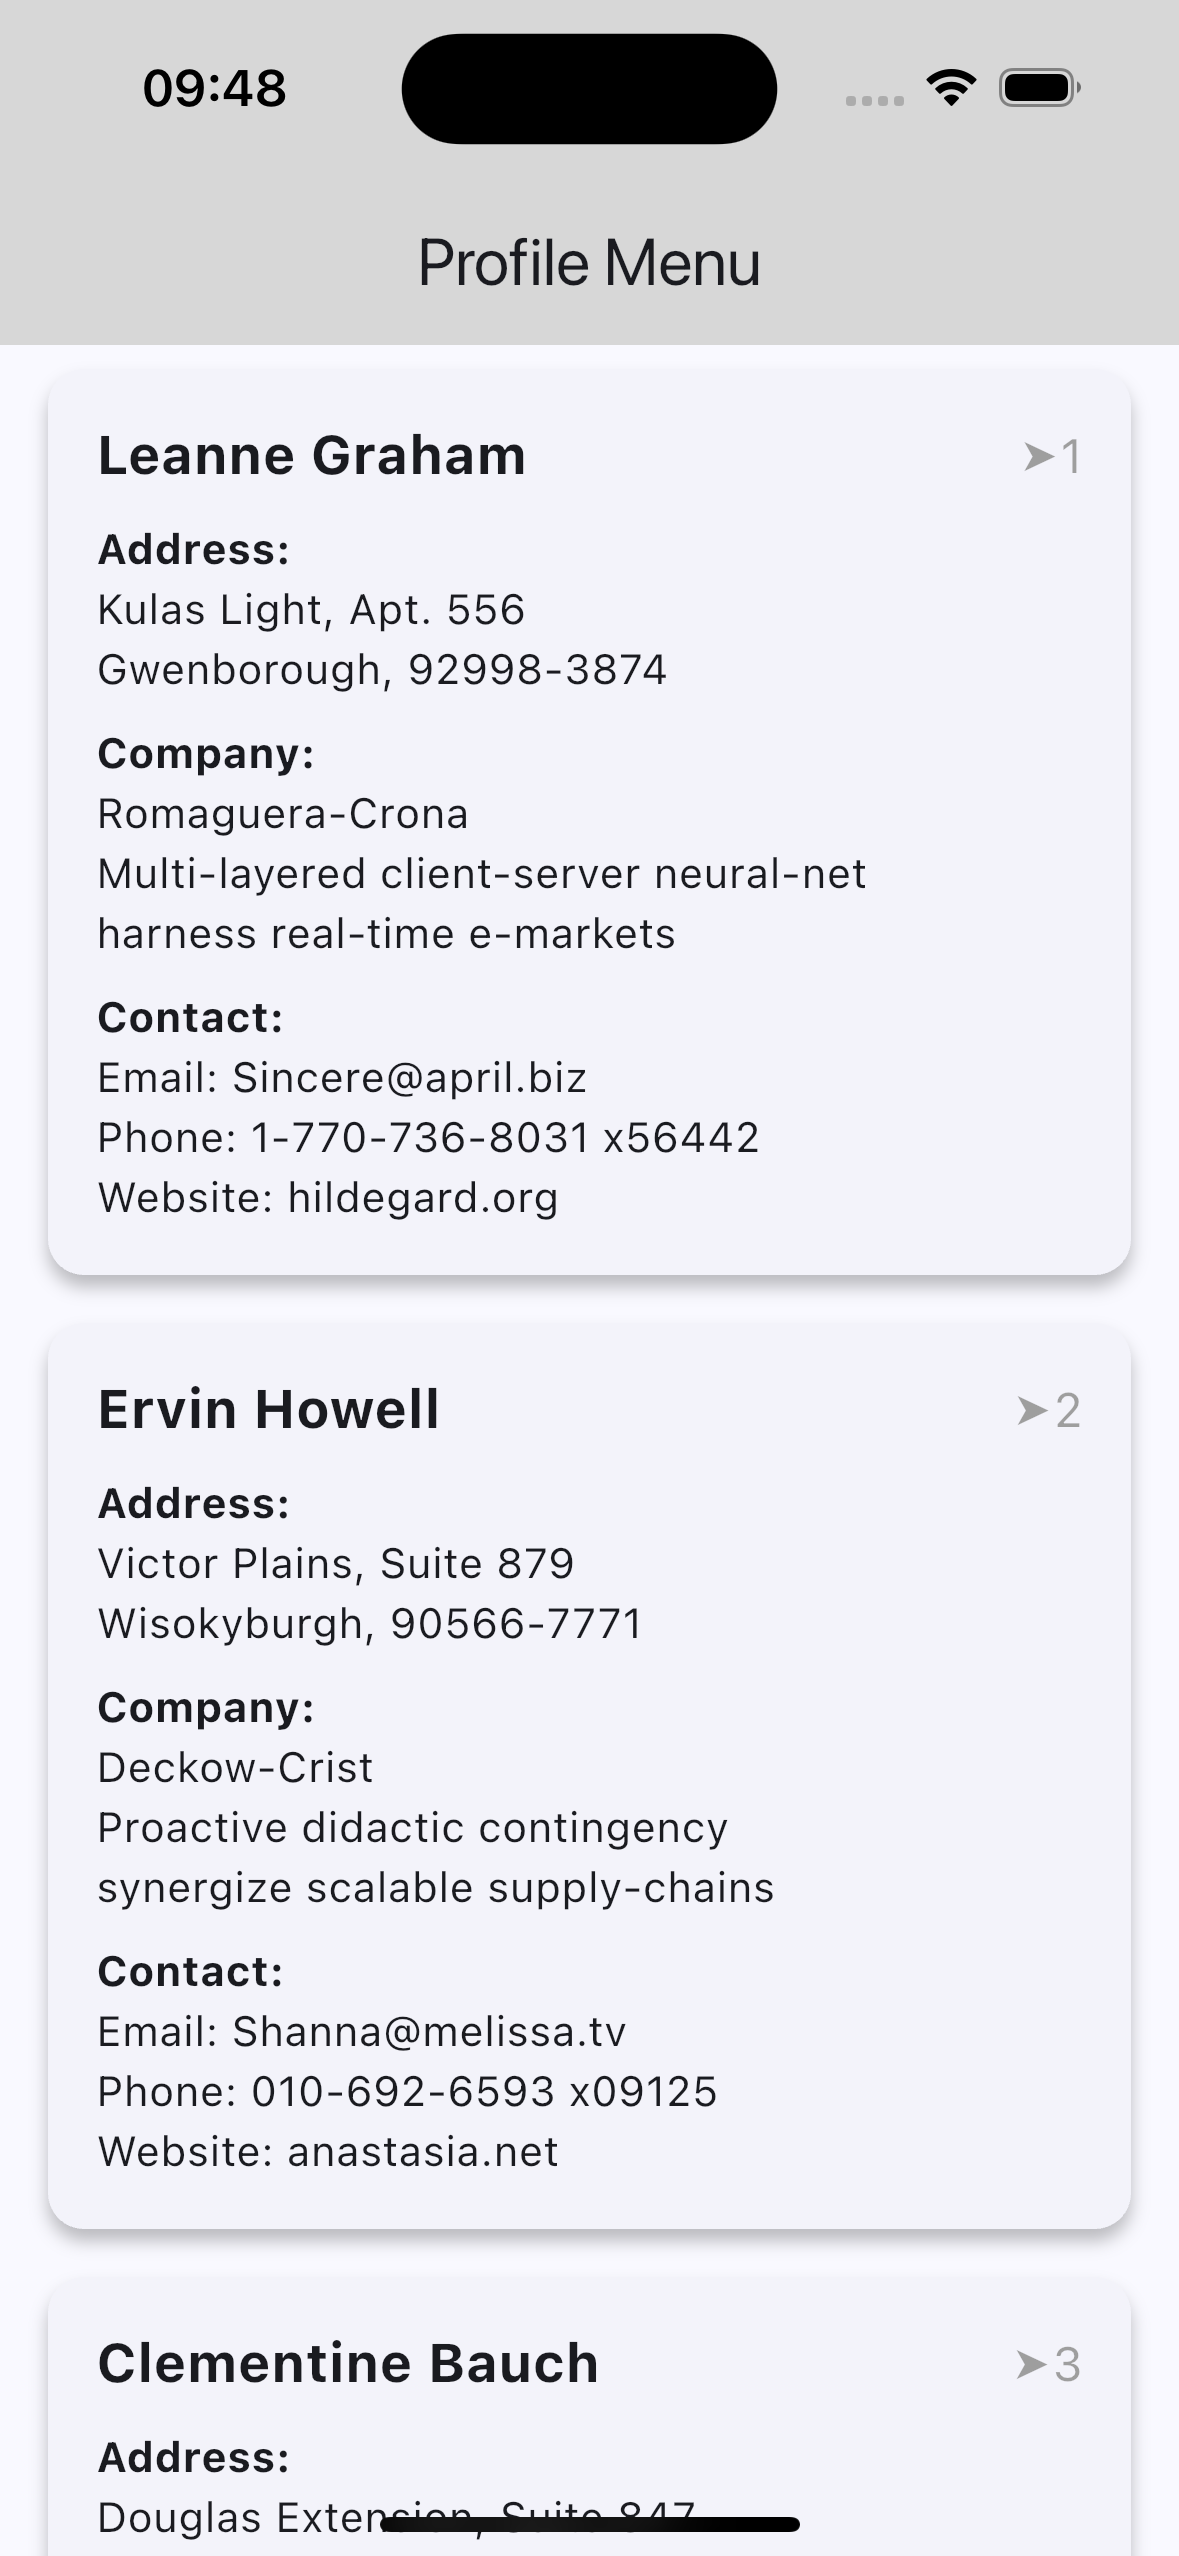 09:48
Profile Menu
Leanne Graham
➤1
Address:
Kulas Light, Apt. 556
Gwenborough, 92998-3874
Company:
Romaguera-Crona
Multi-layered client-server neural-net
harness real-time e-markets
Contact:
Email: Sincere@april.biz
Phone: 1-770-736-8031 x56442
Website: hildegard.org
Ervin Howell
➤2
Address:
Victor Plains, Suite 879
Wisokyburgh, 90566-7771
Company:
Deckow-Crist
Proactive didactic contingency
synergize scalable supply-chains
Contact:
Email: Shanna@melissa.tv
Phone: 010-692-6593 x09125
Website: anastasia.net
Clementine Bauch
➤3
Address:
Douglas Extension, Suite 847